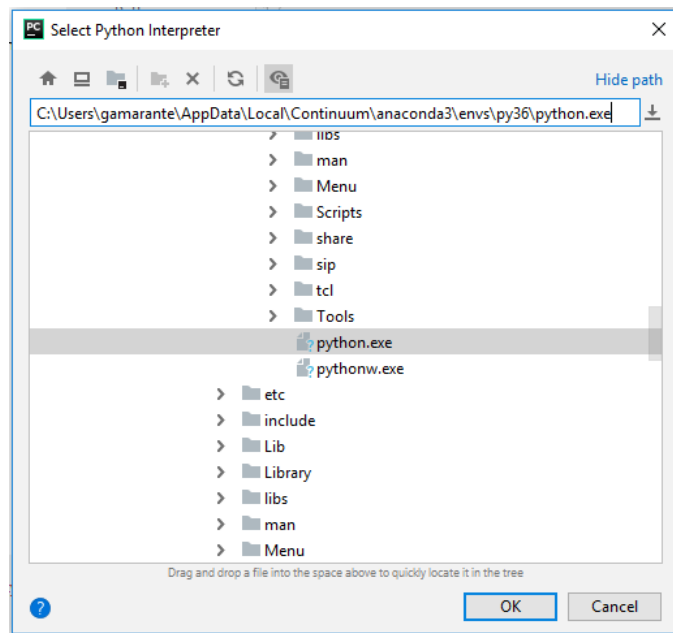 PC Select Python Interpreter
Hide path
C:\Users\gamarante\AppData\Local\Continuum\anaconda3\envs\py36\python.exe
libs
man
Menu
Scripts
share
sip
tcl
Tools
python.exe
pythonw.exe
etc
include
Lib
Library
libs
man
Menu
Drag and drop a file into the space above to quickly locate it in the tree
? OK Cancel